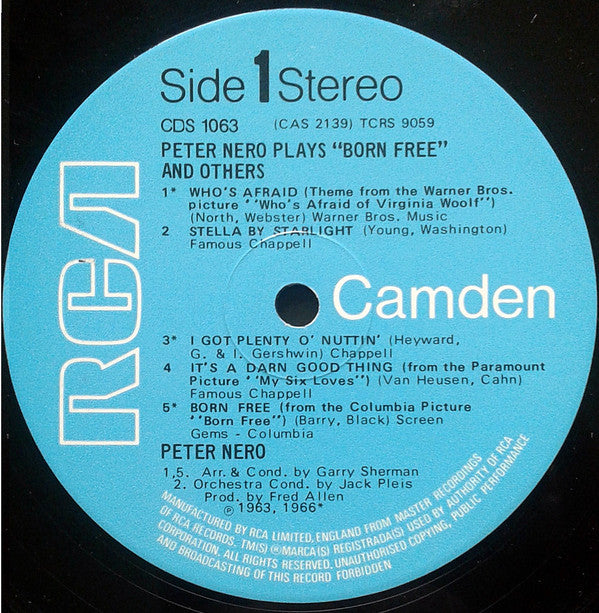 Side 1 Stereo
CDS 1063 (CAS 2139) TCRS 9059
PETER NERO PLAYS "BORN FREE"
AND OTHERS
1* WHO'S AFRAID (Theme from the Warner Bros.
picture ''Who's Afraid of Virginia Woolf'')
(North, Webster) Warner Bros. Music
2 STELLA BY STARLIGHT (Young, Washington)
Famous Chappell
RCA
Camden
3* I GOT PLENTY O' NUTTIN' (Heyward,
G. & I. Gershwin) Chappell
4 IT'S A DARN GOOD THING (from the Paramount
Picture ''My Six Loves'') (Van Heusen, Cahn)
Famous Chappell
5* BORN FREE (from the Columbia Picture
''Born Free'') (Barry, Black) Screen
Gems - Columbia
PETER NERO
1,5. Arr. & Cond. by Garry Sherman
2. Orchestra Cond. by Jack Pleis
Prod. by Fred Allen
℗ 1963, 1966*
MANUFACTURED BY RCA LIMITED, ENGLAND FROM MASTER RECORDINGS
OF RCA RECORDS. TM(S) ® MARCA(S) REGISTRADA(S) USED BY AUTHORITY OF RCA
CORPORATION. ALL RIGHTS RESERVED. UNAUTHORISED COPYING, PUBLIC PERFORMANCE
AND BROADCASTING OF THIS RECORD FORBIDDEN